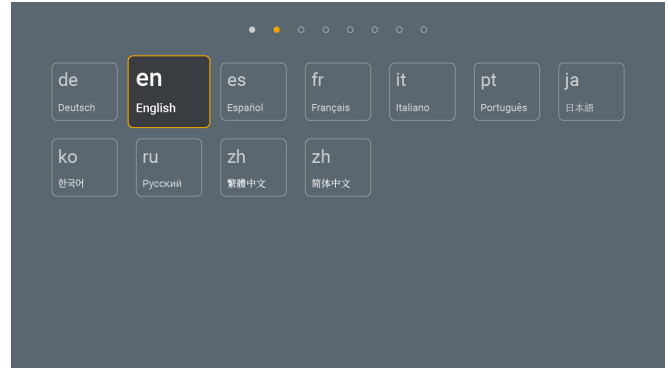 de
Deutsch
en
English
es
Español
fr
Français
it
Italiano
pt
Português
ja
日本語
ko
한국어
ru
Русский
zh
繁體中文
zh
简体中文